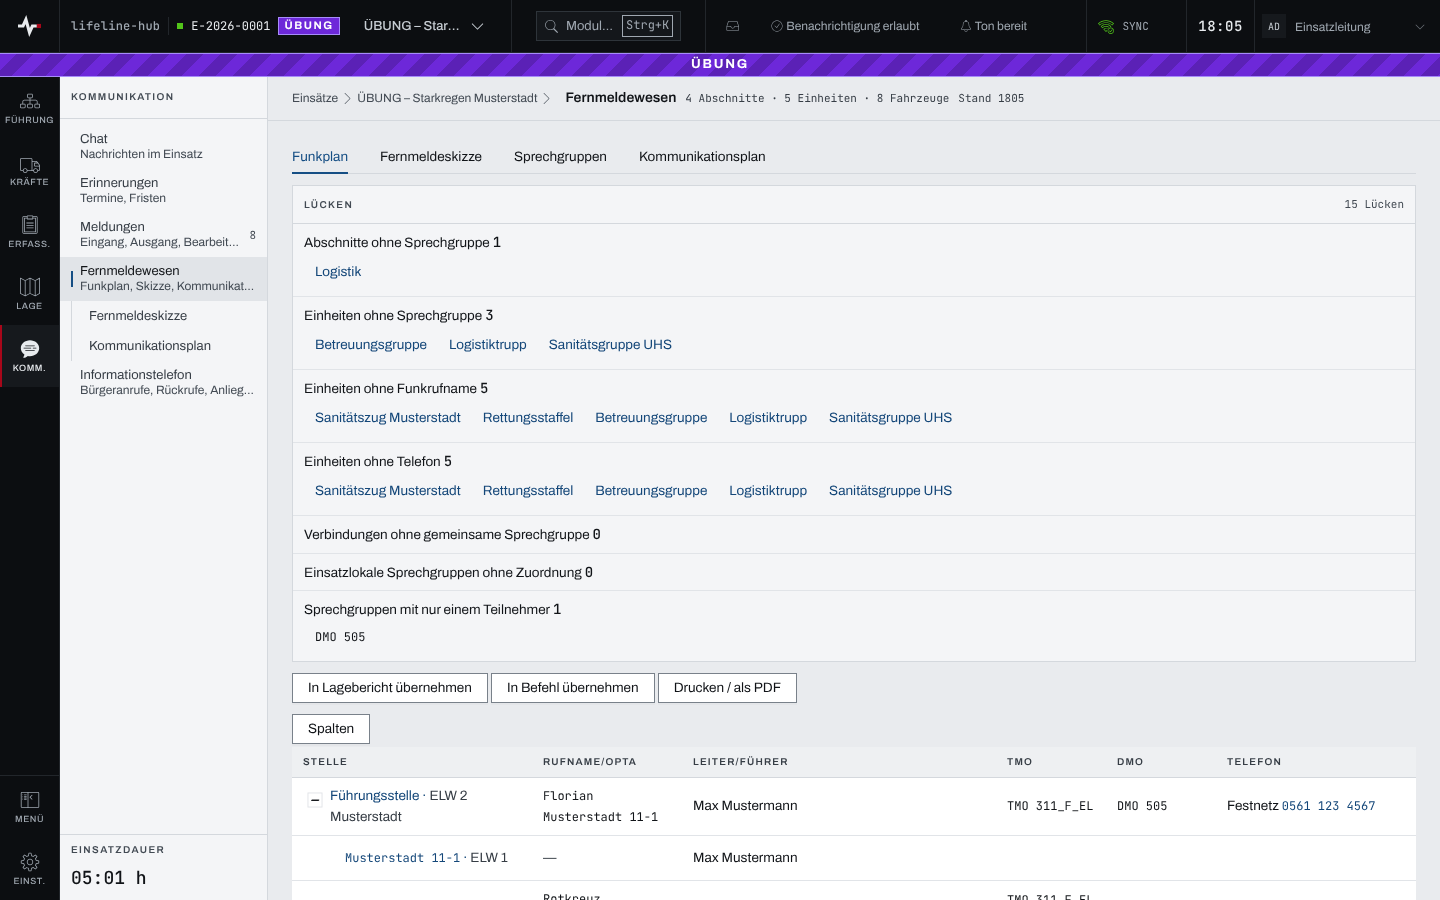 lifeline-hub
E-2026-0001 ÜBUNG
ÜBUNG – Star...
Modul... Strg+K
Benachrichtigung erlaubt
Ton bereit
SYNC
18:05
AD Einsatzleitung
ÜBUNG
FÜHRUNG
KRÄFTE
ERFASS.
LAGE
KOMM.
MENÜ
EINST.
KOMMUNIKATION
Chat
Nachrichten im Einsatz
Erinnerungen
Termine, Fristen
Meldungen
Eingang, Ausgang, Bearbeit... 8
Fernmeldewesen
Funkplan, Skizze, Kommunikat...
Fernmeldeskizze
Kommunikationsplan
Informationstelefon
Bürgeranrufe, Rückrufe, Anlieg...
EINSATZDAUER
05:01 h
Einsätze ÜBUNG – Starkregen Musterstadt Fernmeldewesen 4 Abschnitte · 5 Einheiten · 8 Fahrzeuge Stand 1805
Funkplan Fernmeldeskizze Sprechgruppen Kommunikationsplan
LÜCKEN 15 Lücken
Abschnitte ohne Sprechgruppe 1
Logistik
Einheiten ohne Sprechgruppe 3
Betreuungsgruppe Logistiktrupp Sanitätsgruppe UHS
Einheiten ohne Funkrufname 5
Sanitätszug Musterstadt Rettungsstaffel Betreuungsgruppe Logistiktrupp Sanitätsgruppe UHS
Einheiten ohne Telefon 5
Sanitätszug Musterstadt Rettungsstaffel Betreuungsgruppe Logistiktrupp Sanitätsgruppe UHS
Verbindungen ohne gemeinsame Sprechgruppe 0
Einsatzlokale Sprechgruppen ohne Zuordnung 0
Sprechgruppen mit nur einem Teilnehmer 1
DMO 505
In Lagebericht übernehmen In Befehl übernehmen Drucken / als PDF
Spalten
STELLE RUFNAME/OPTA LEITER/FÜHRER TMO DMO TELEFON
Führungsstelle · ELW 2 Musterstadt Florian Musterstadt 11-1 Max Mustermann TMO 311_F_EL DMO 505 Festnetz 0561 123 4567
Musterstadt 11-1 · ELW 1 — Max Mustermann
Rotkreuz TMO 311_F_EL